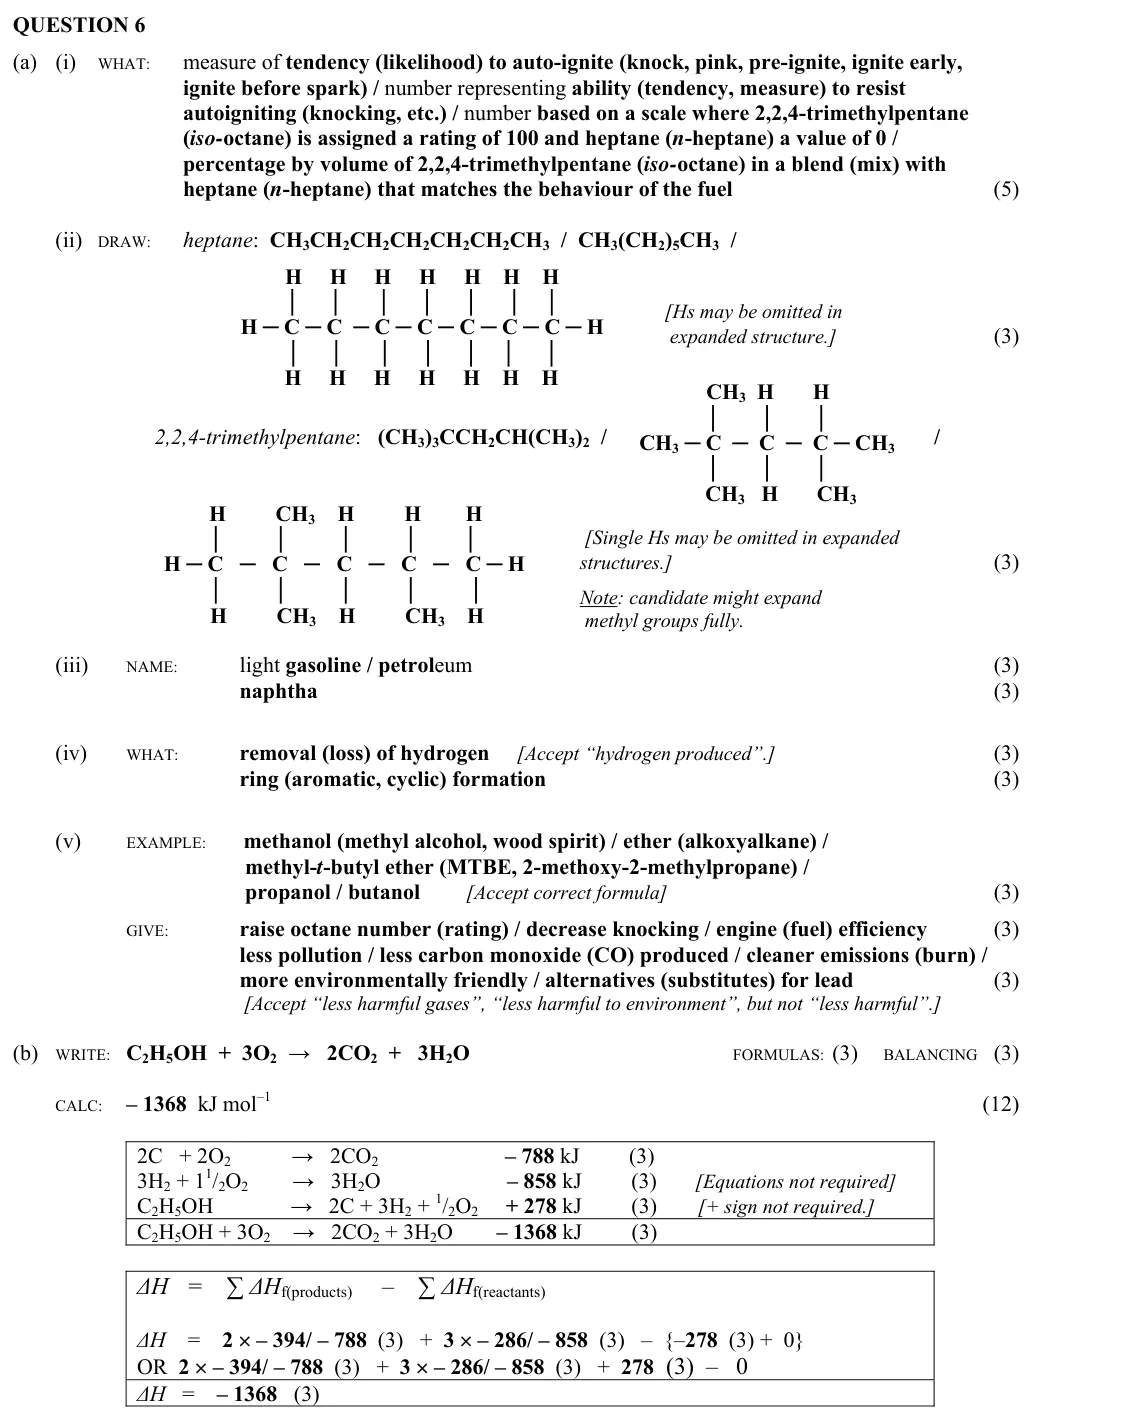 QUESTION 6
(a) (i) WHAT: measure of tendency (likelihood) to auto-ignite (knock, pink, pre-ignite, ignite early,
ignite before spark) / number representing ability (tendency, measure) to resist
autoigniting (knocking, etc.) / number based on a scale where 2,2,4-trimethylpentane
(iso-octane) is assigned a rating of 100 and heptane (n-heptane) a value of 0 /
percentage by volume of 2,2,4-trimethylpentane (iso-octane) in a blend (mix) with
heptane (n-heptane) that matches the behaviour of the fuel (5)
(ii) DRAW: heptane: CH₃CH₂CH₂CH₂CH₂CH₂CH₃ / CH₃(CH₂)₅CH₃ /
H H H H H H H
H – C – C – C – C – C – C – C – H
H H H H H H H
[Hs may be omitted in
expanded structure.] (3)
CH₃ H H
2,2,4-trimethylpentane: (CH₃)₃CCH₂CH(CH₃)₂ / CH₃ – C – C – C – CH₃ /
CH₃ H CH₃
H CH₃ H H H
H – C – C – C – C – C – H
H CH₃ H CH₃ H
[Single Hs may be omitted in expanded
structures.] (3)
Note: candidate might expand
methyl groups fully.
(iii) NAME: light gasoline / petroleum (3)
naphtha (3)
(iv) WHAT: removal (loss) of hydrogen [Accept “hydrogen produced”.] (3)
ring (aromatic, cyclic) formation (3)
(v) EXAMPLE: methanol (methyl alcohol, wood spirit) / ether (alkoxyalkane) /
methyl-t-butyl ether (MTBE, 2-methoxy-2-methylpropane) /
propanol / butanol [Accept correct formula] (3)
GIVE: raise octane number (rating) / decrease knocking / engine (fuel) efficiency (3)
less pollution / less carbon monoxide (CO) produced / cleaner emissions (burn) /
more environmentally friendly / alternatives (substitutes) for lead (3)
[Accept “less harmful gases”, “less harmful to environment”, but not “less harmful”.]
(b) WRITE: C₂H₅OH + 3O₂ → 2CO₂ + 3H₂O FORMULAS: (3) BALANCING (3)
CALC: – 1368 kJ mol⁻¹ (12)
2C + 2O₂ → 2CO₂ – 788 kJ (3)
3H₂ + 1¹/₂O₂ → 3H₂O – 858 kJ (3) [Equations not required]
C₂H₅OH → 2C + 3H₂ + ¹/₂O₂ + 278 kJ (3) [+ sign not required.]
C₂H₅OH + 3O₂ → 2CO₂ + 3H₂O – 1368 kJ (3)
ΔH = ∑ ΔHf(products) – ∑ ΔHf(reactants)
ΔH = 2 × – 394/ – 788 (3) + 3 × – 286/ – 858 (3) – {–278 (3) + 0}
OR 2 × – 394/ – 788 (3) + 3 × – 286/ – 858 (3) + 278 (3) – 0
ΔH = – 1368 (3)